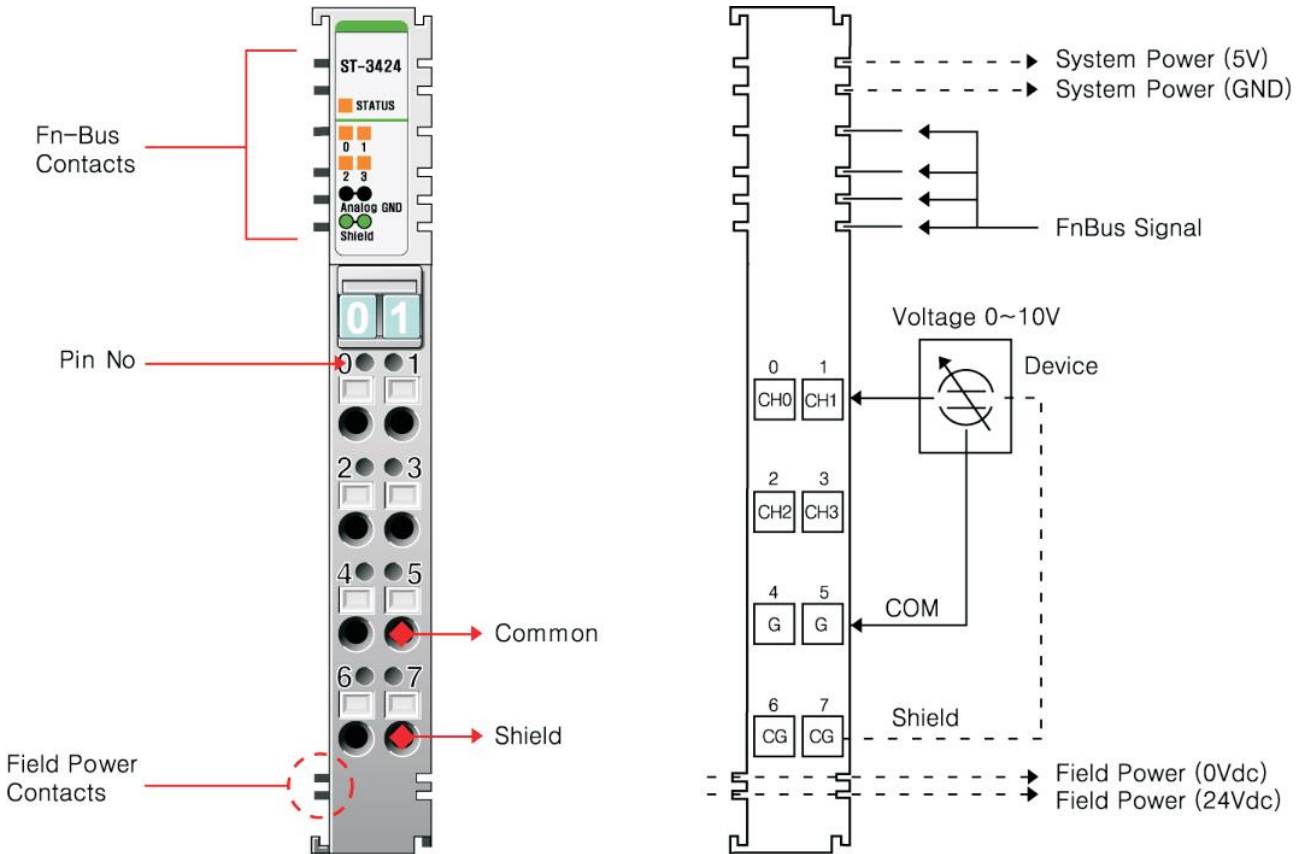 ST-3424
STATUS
0 1
2 3
Analog GND
Shield
Fn-Bus
Contacts
01
Pin No
0 1
2 3
4 5
Common
6 7
Shield
Field Power
Contacts
System Power (5V)
System Power (GND)
FnBus Signal
Voltage 0~10V
Device
0 1
CH0 CH1
2 3
CH2 CH3
4 5
G G
COM
6 7
CG CG
Shield
Field Power (0Vdc)
Field Power (24Vdc)